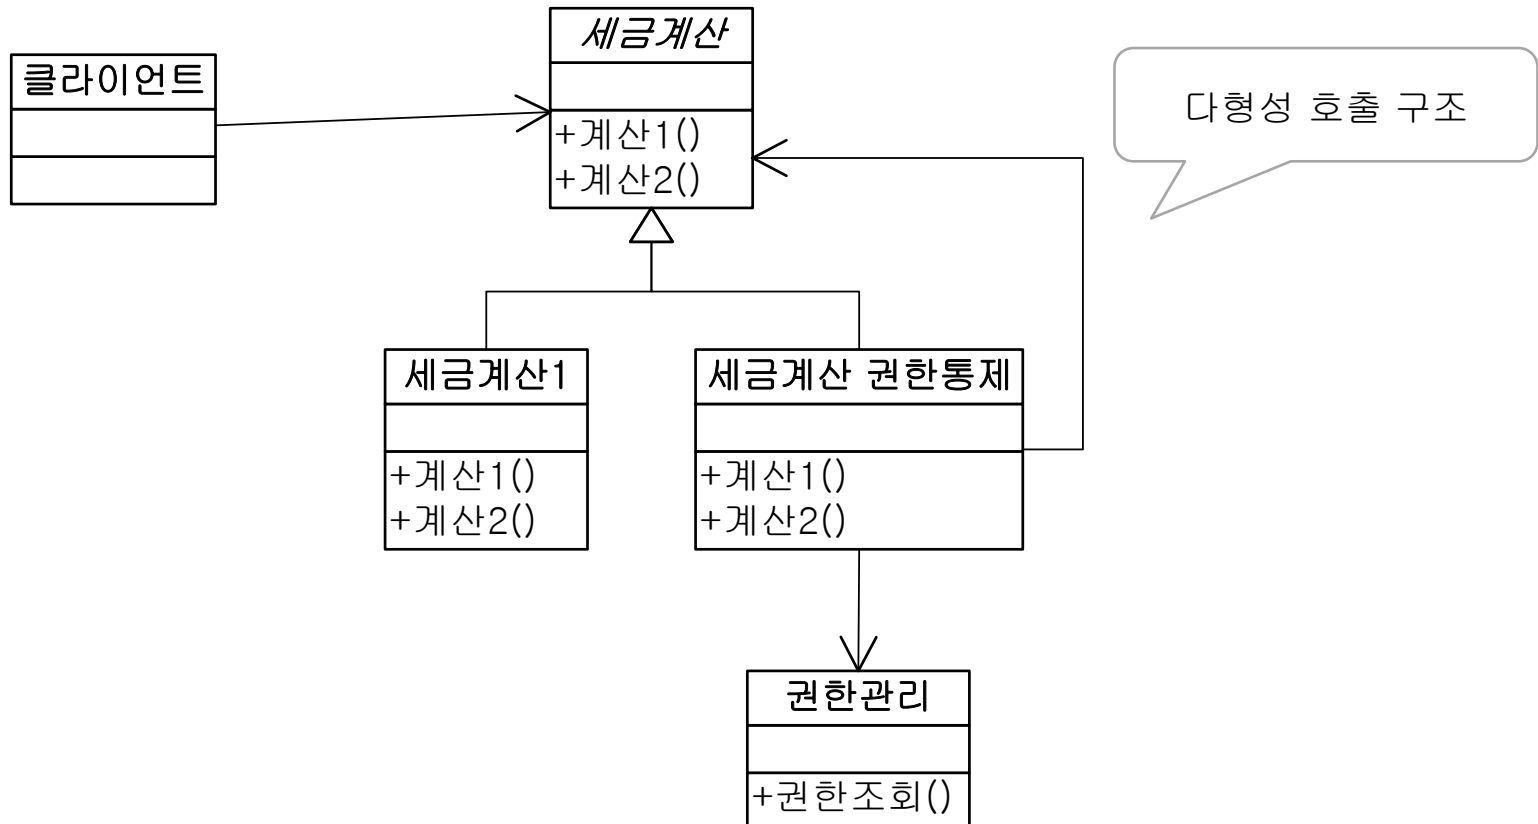 세금계산
클라이언트
다형성 호출 구조
+계산1()
+계산2()
세금계산1
세금계산 권한통제
+계산1()
+계산2()
+계산1()
+계산2()
권한관리
+권한조회()